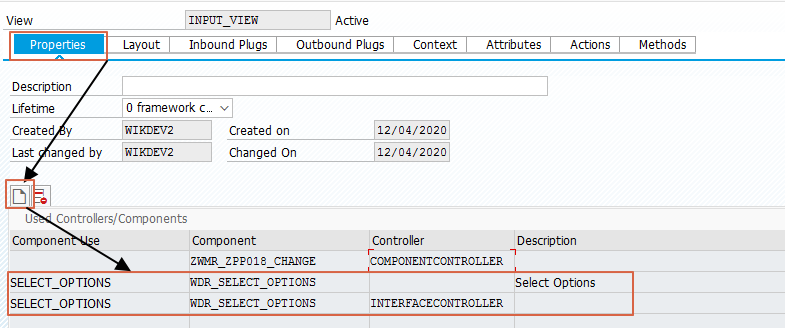 View INPUT_VIEW Active
Properties Layout Inbound Plugs Outbound Plugs Context Attributes Actions Methods
Description
Lifetime 0 framework c...
Created By WIKDEV2 Created on 12/04/2020
Last changed by WIKDEV2 Changed On 12/04/2020
Used Controllers/Components
Component Use Component Controller Description
ZWMR_ZPP018_CHANGE COMPONENTCONTROLLER
SELECT_OPTIONS WDR_SELECT_OPTIONS Select Options
SELECT_OPTIONS WDR_SELECT_OPTIONS INTERFACECONTROLLER